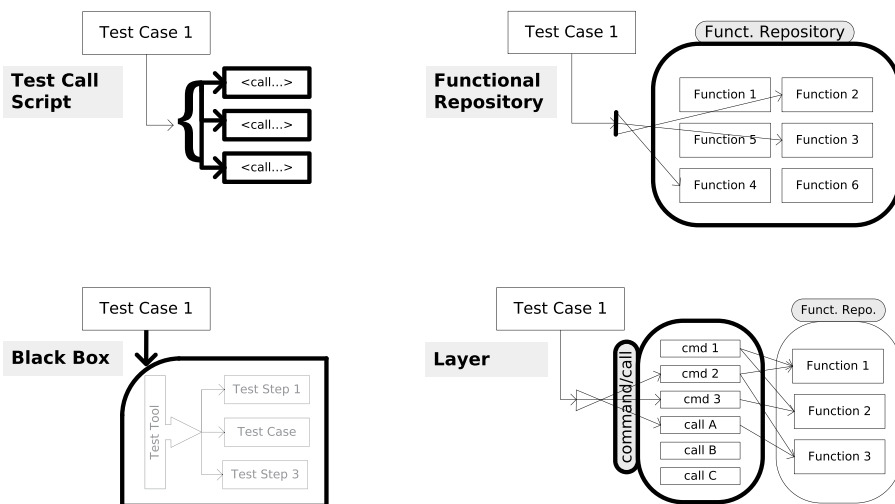 Test Case 1
Test Call
Script
<call...>
<call...>
<call...>
Test Case 1
Funct. Repository
Functional
Repository
Function 1
Function 2
Function 5
Function 3
Function 4
Function 6
Test Case 1
Black Box
Test Tool
Test Step 1
Test Case
Test Step 3
Test Case 1
Funct. Repo.
Layer
command/call
cmd 1
cmd 2
cmd 3
call A
call B
call C
Function 1
Function 2
Function 3